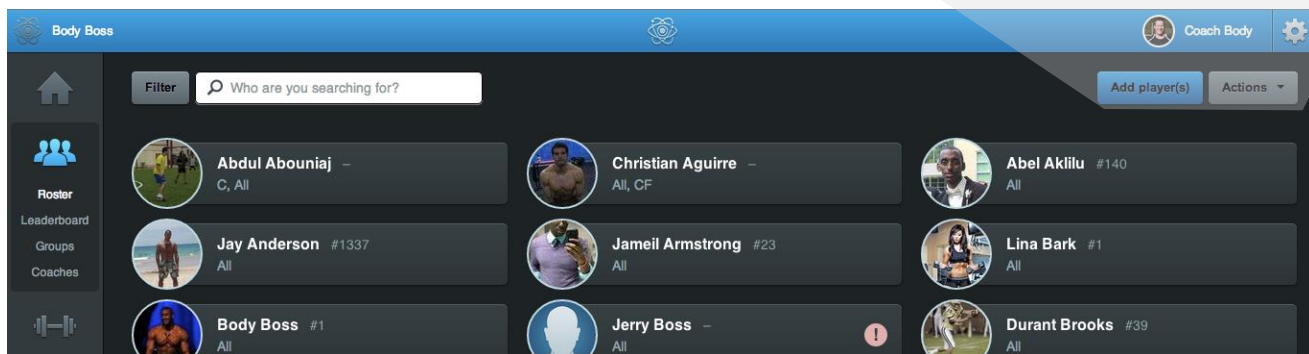 Body Boss
Coach Body
Filter
Who are you searching for?
Add player(s)
Actions
Roster
Leaderboard
Groups
Coaches
Abdul Abouniaj –
C, All
Christian Aguirre –
All, CF
Abel Aklilu #140
All
Jay Anderson #1337
All
Jameil Armstrong #23
All
Lina Bark #1
All
Body Boss #1
All
Jerry Boss –
All
!
Durant Brooks #39
All